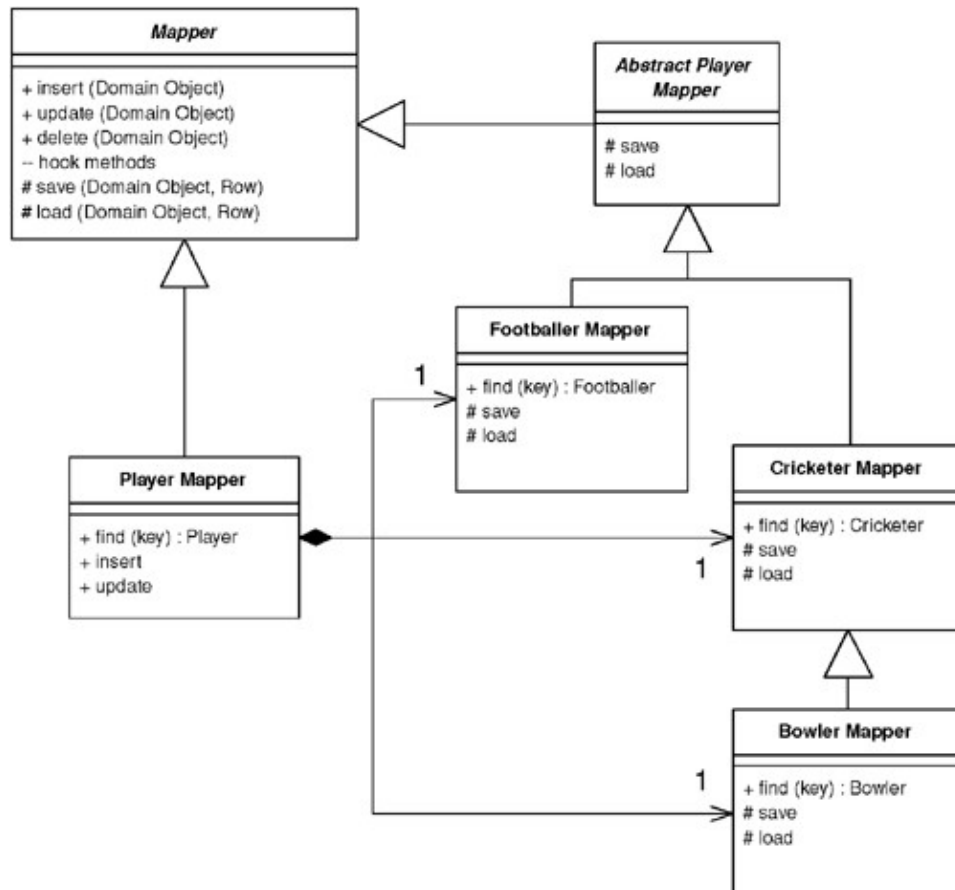 Mapper
+ insert (Domain Object)
+ update (Domain Object)
+ delete (Domain Object)
-- hook methods
# save (Domain Object, Row)
# load (Domain Object, Row)
Abstract Player
Mapper
# save
# load
Footballer Mapper
+ find (key) : Footballer
# save
# load
1
Player Mapper
+ find (key) : Player
+ insert
+ update
Cricketer Mapper
+ find (key) : Cricketer
# save
# load
1
Bowler Mapper
+ find (key) : Bowler
# save
# load
1